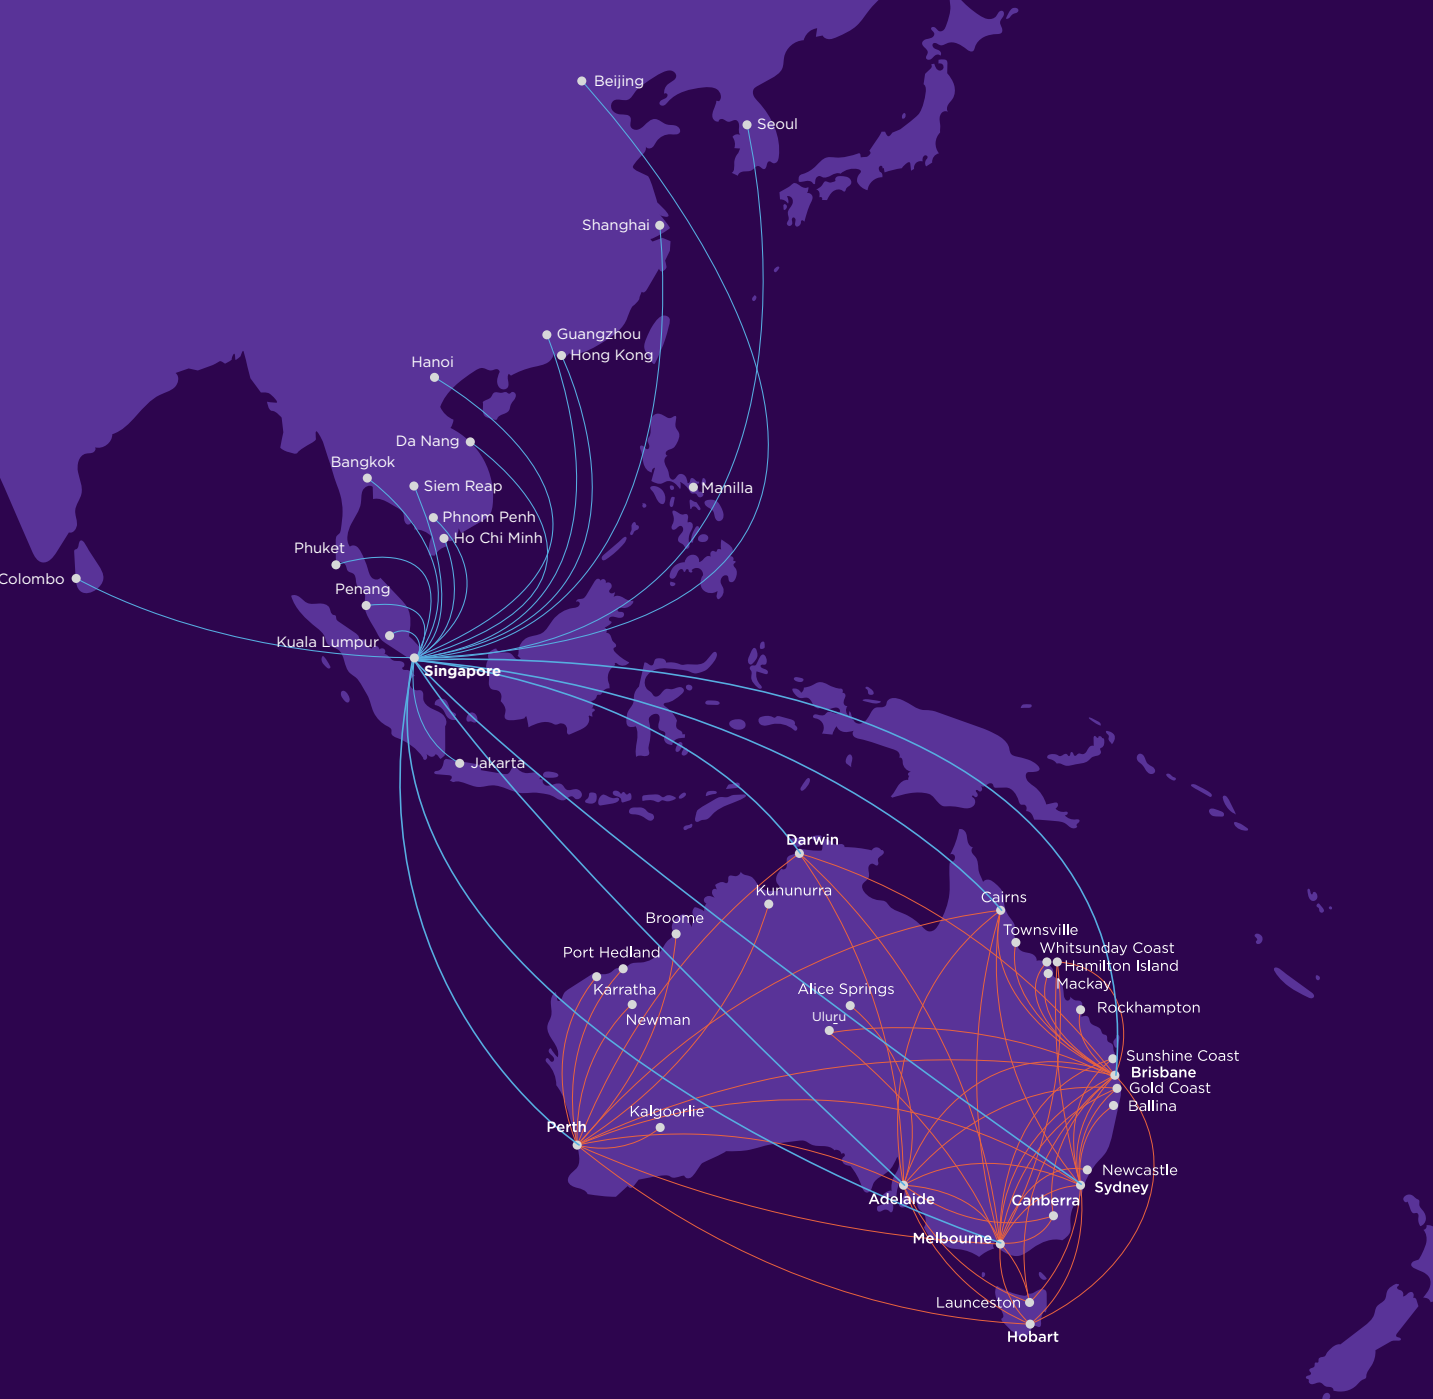 Beijing
Seoul
Shanghai
Guangzhou
Hong Kong
Hanoi
Da Nang
Bangkok
Siem Reap
Manilla
Phnom Penh
Ho Chi Minh
Phuket
Colombo
Penang
Kuala Lumpur
Singapore
Jakarta
Darwin
Kununurra
Cairns
Broome
Townsville
Port Hedland
Whitsunday Coast
Hamilton Island
Mackay
Karratha
Alice Springs
Rockhampton
Newman
Uluṟu
Sunshine Coast
Brisbane
Gold Coast
Ballina
Kalgoorlie
Perth
Newcastle
Sydney
Adelaide
Canberra
Melbourne
Launceston
Hobart